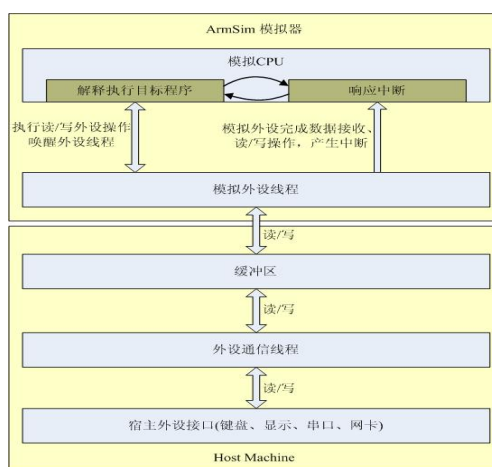 ArmSim 模拟器
模拟CPU
解释执行目标程序
响应中断
执行读/写外设操作
唤醒外设线程
模拟外设完成数据接收、
读/写操作，产生中断
模拟外设线程
读/写
缓冲区
读/写
外设通信线程
读/写
宿主外设接口(键盘、显示、串口、网卡)
Host Machine